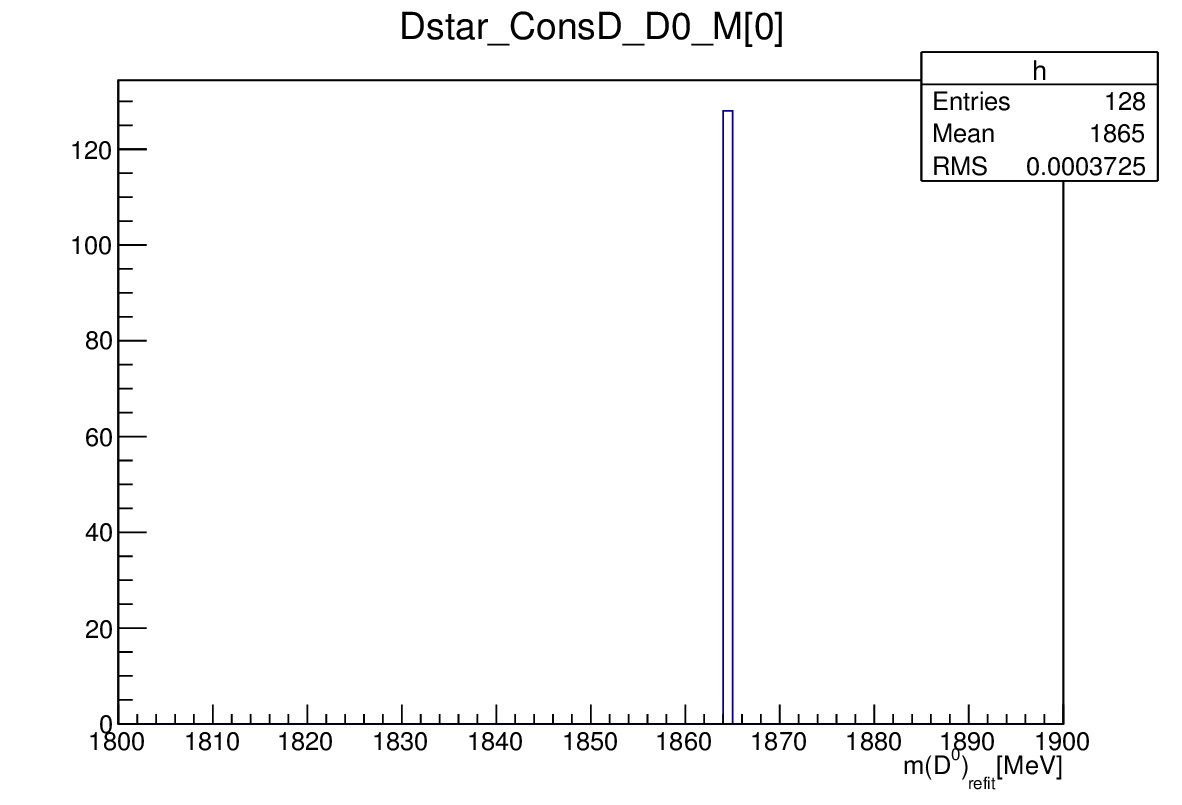 Dstar_ConsD_D0_M[0]
h
Entries 128
Mean 1865
RMS 0.0003725
120
100
80
60
40
20
0
1800 1810 1820 1830 1840 1850 1860 1870 1880 1890 1900
m(D⁰)refit[MeV]